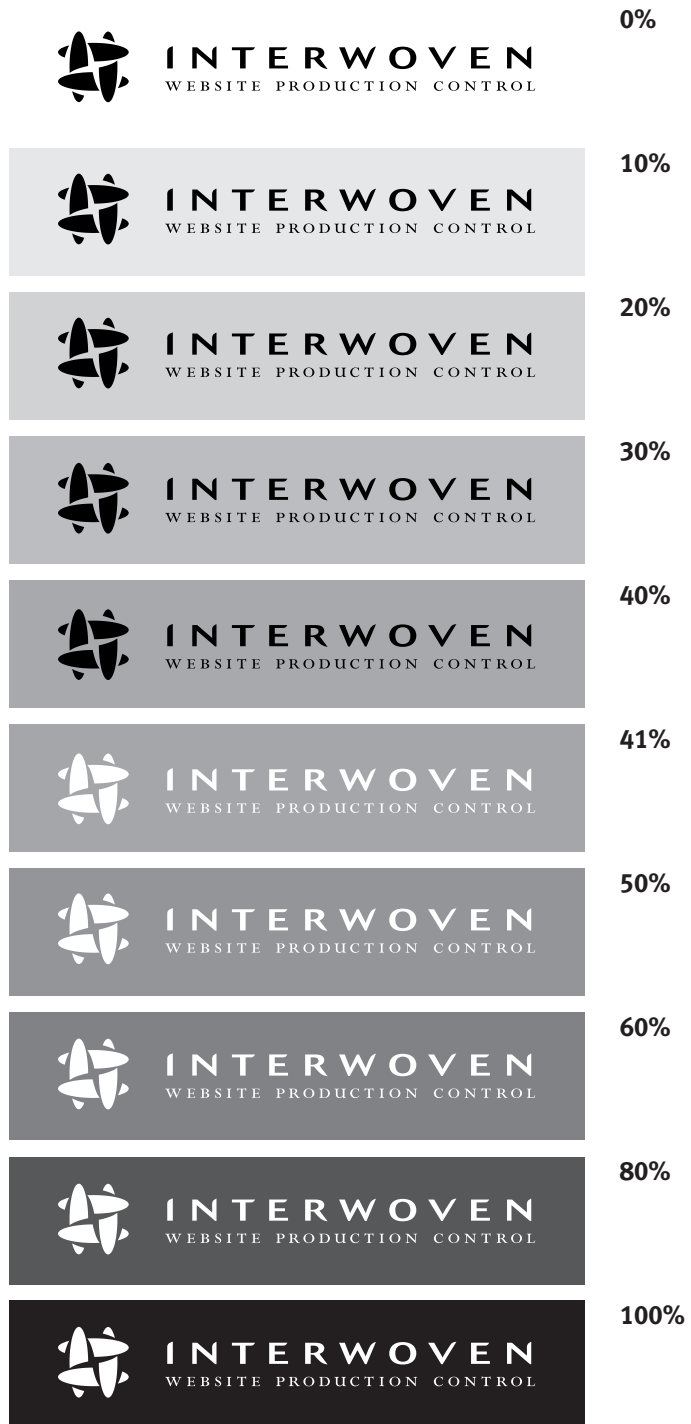 0%
INTERWOVEN
WEBSITE PRODUCTION CONTROL
10%
INTERWOVEN
WEBSITE PRODUCTION CONTROL
20%
INTERWOVEN
WEBSITE PRODUCTION CONTROL
30%
INTERWOVEN
WEBSITE PRODUCTION CONTROL
40%
INTERWOVEN
WEBSITE PRODUCTION CONTROL
41%
INTERWOVEN
WEBSITE PRODUCTION CONTROL
50%
INTERWOVEN
WEBSITE PRODUCTION CONTROL
60%
INTERWOVEN
WEBSITE PRODUCTION CONTROL
80%
INTERWOVEN
WEBSITE PRODUCTION CONTROL
100%
INTERWOVEN
WEBSITE PRODUCTION CONTROL